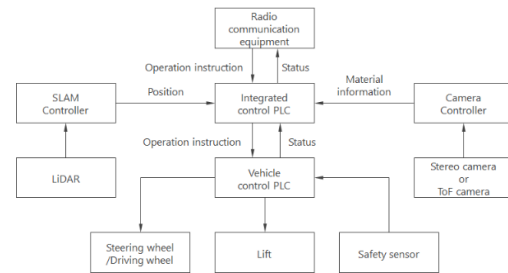 Radio
communication
equipment
Operation instruction
Status
SLAM
Controller
Position
Integrated
control PLC
Material
information
Camera
Controller
Operation instruction
Status
LiDAR
Vehicle
control PLC
Stereo camera
or
ToF camera
Steering wheel
/Driving wheel
Lift
Safety sensor